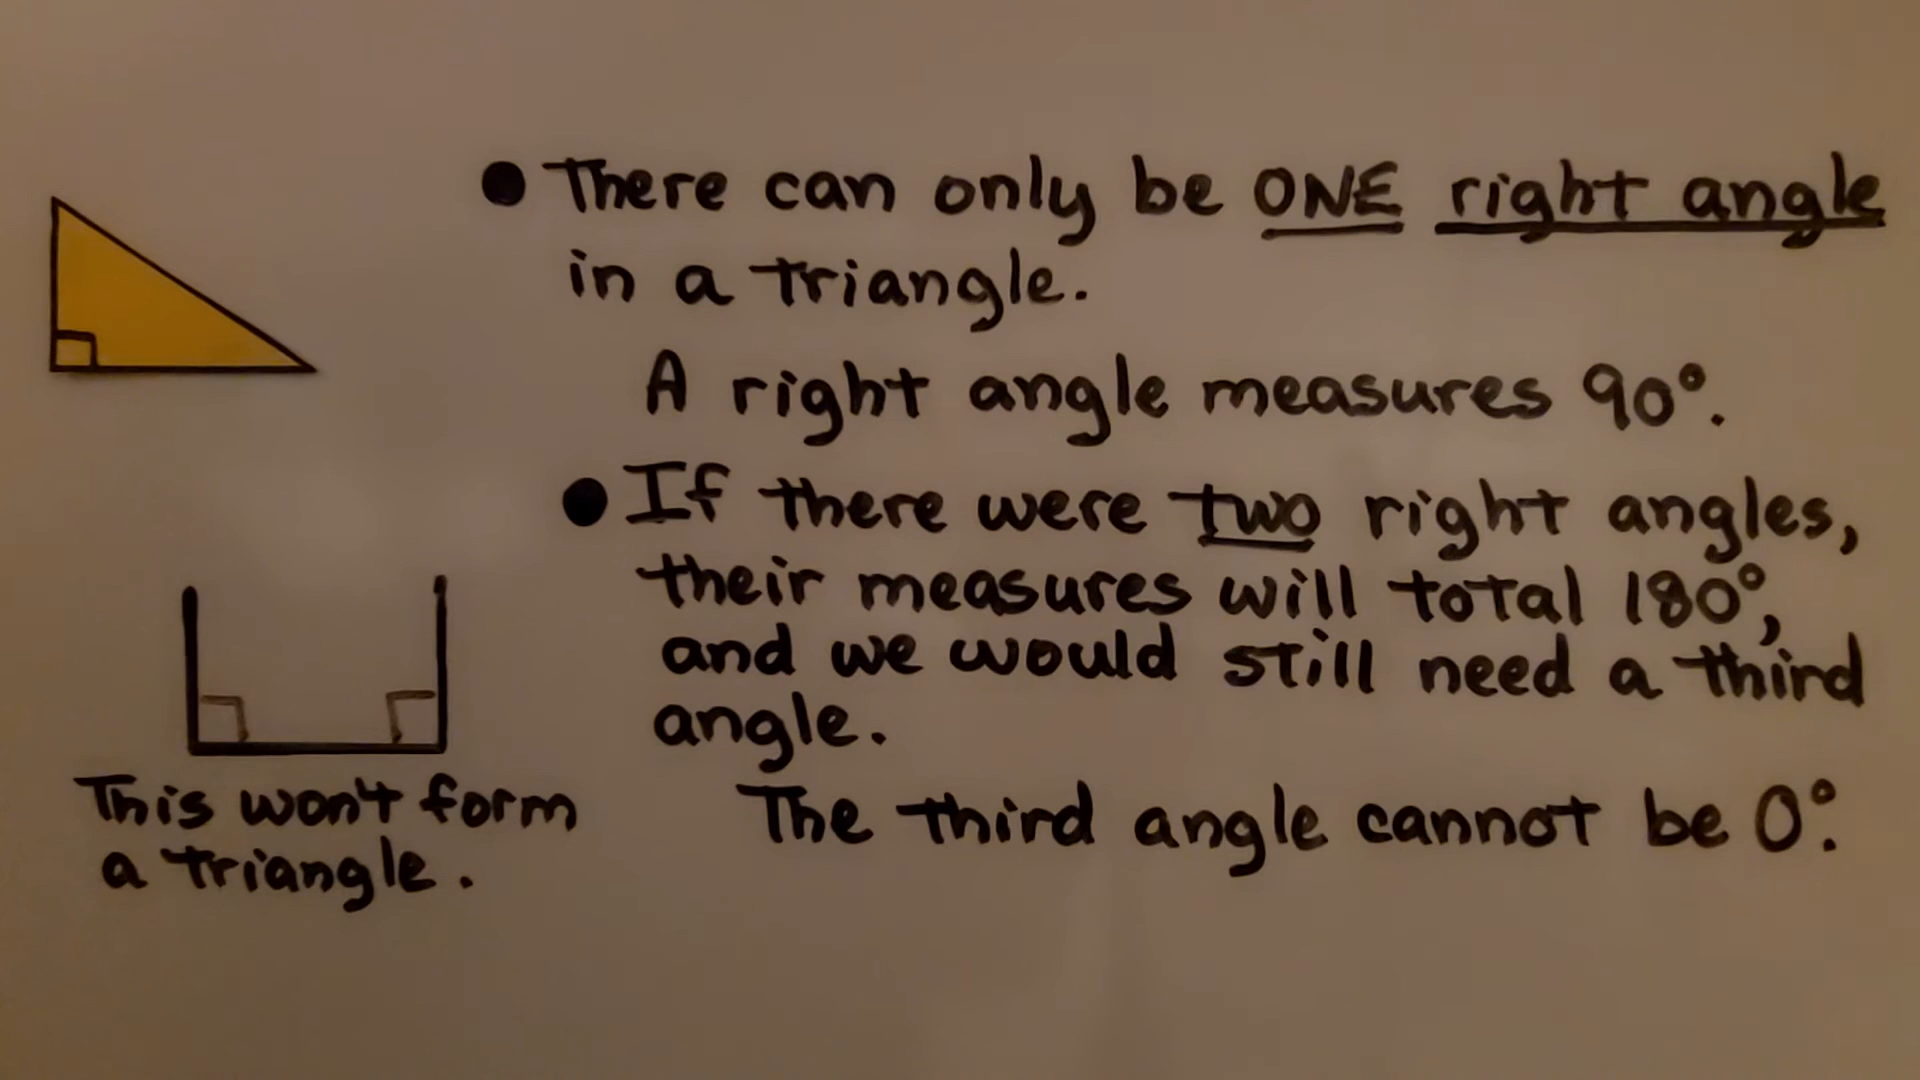 ● There can only be ONE right angle
in a triangle.
A right angle measures 90°.
● If there were two right angles,
their measures will total 180°,
and we would still need a third
angle.
The third angle cannot be 0°.
This won't form
a triangle.